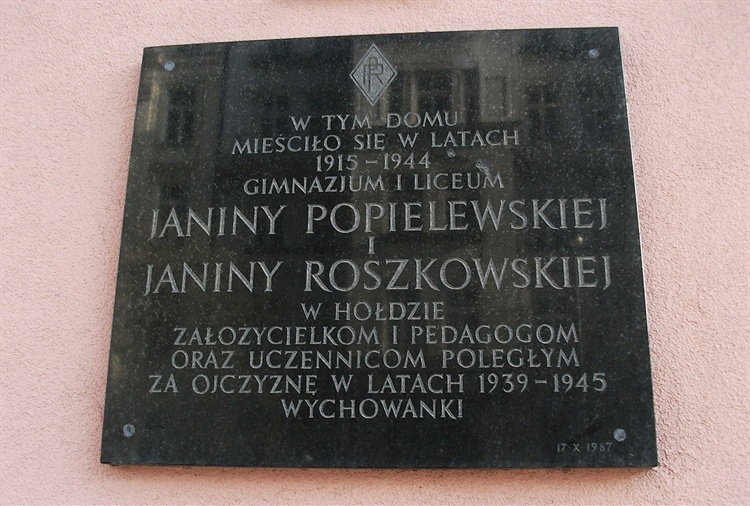 PR
W TYM DOMU
MIEŚCIŁO SIĘ W LATACH
1915 – 1944
GIMNAZJUM I LICEUM
JANINY POPIELEWSKIEJ
I
JANINY ROSZKOWSKIEJ
W HOŁDZIE
ZAŁOŻYCIELKOM I PEDAGOGOM
ORAZ UCZENNICOM POLEGŁYM
ZA OJCZYZNĘ W LATACH 1939 – 1945
WYCHOWANKI
17·X·1987